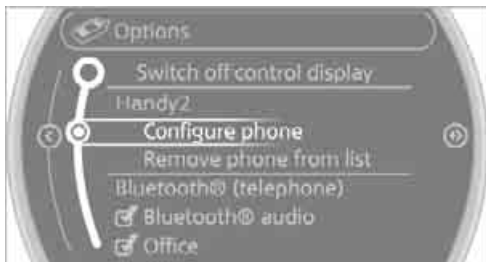 Options
Switch off control display
Handy2
Configure phone
Remove phone from list
Bluetooth® (telephone)
Bluetooth® audio
Office